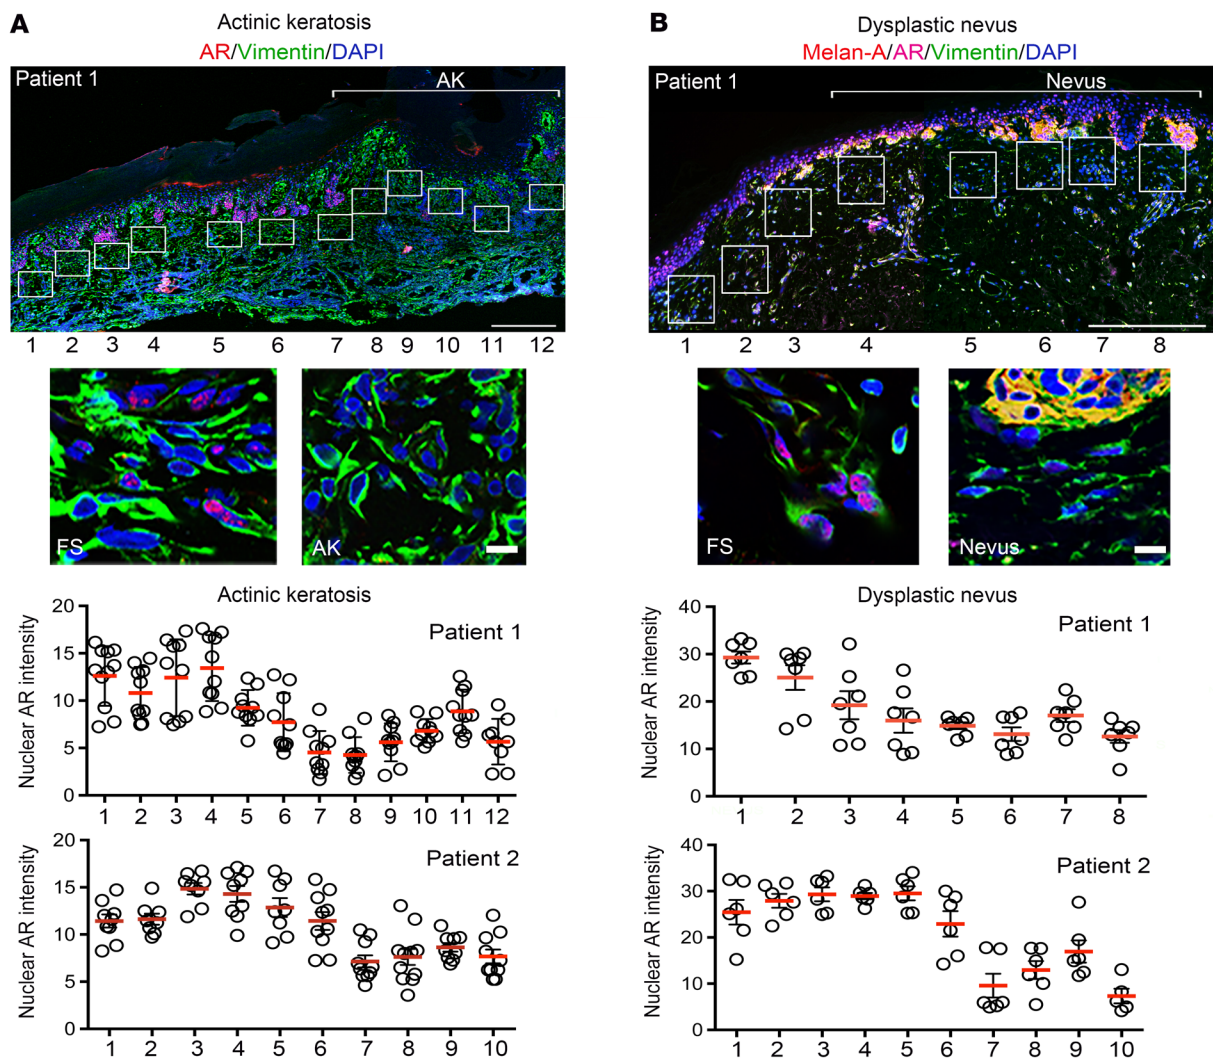 A
Actinic keratosis
AR/Vimentin/DAPI
Patient 1
AK
1 2 3 4 5 6 7 8 9 10 11 12
FS
AK
Actinic keratosis
Patient 1
Nuclear AR intensity
20
15
10
5
0
1 2 3 4 5 6 7 8 9 10 11 12
Patient 2
Nuclear AR intensity
20
15
10
5
0
1 2 3 4 5 6 7 8 9 10
B
Dysplastic nevus
Melan-A/AR/Vimentin/DAPI
Patient 1
Nevus
1 2 3 4 5 6 7 8
FS
Nevus
Dysplastic nevus
Patient 1
Nuclear AR intensity
40
30
20
10
0
1 2 3 4 5 6 7 8
Patient 2
Nuclear AR intensity
40
30
20
10
0
1 2 3 4 5 6 7 8 9 10